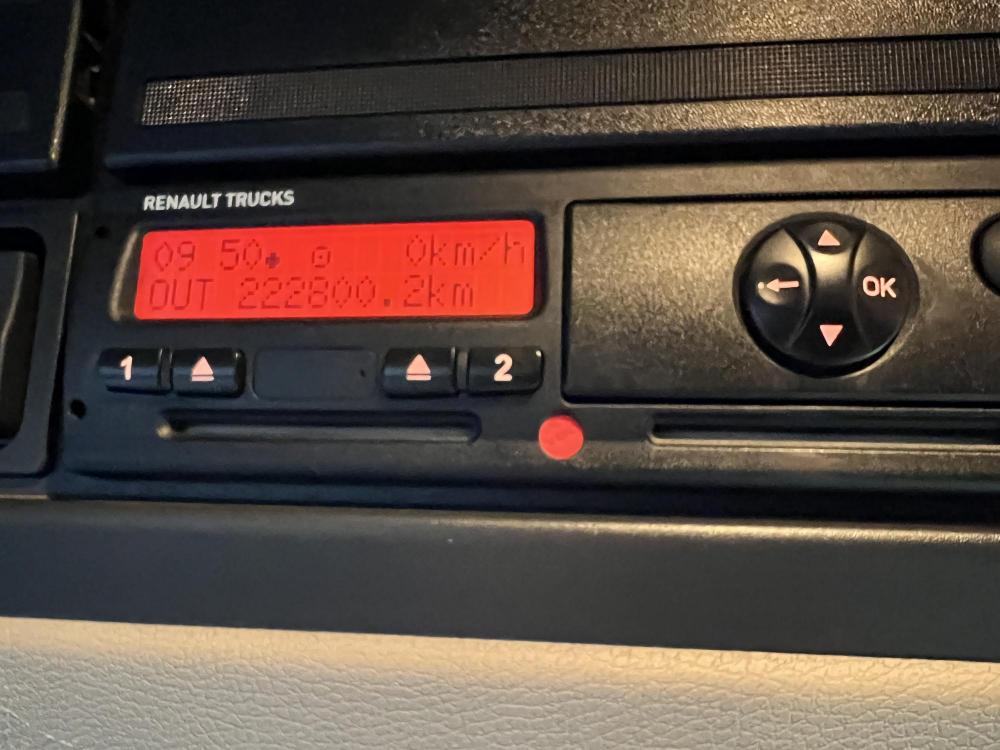 RENAULT TRUCKS
09 50 0km/h
OUT 222800.2km
1 2
OK